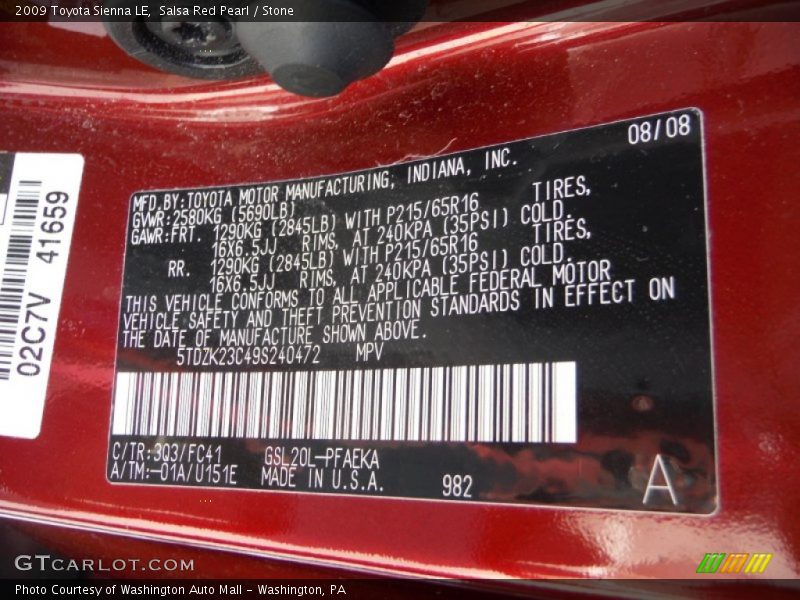 2009 Toyota Sienna LE, Salsa Red Pearl / Stone
08/08
MFD.BY:TOYOTA MOTOR MANUFACTURING, INDIANA, INC.
GVWR:2580KG (5690LB)
GAWR:FRT. 1290KG (2845LB) WITH P215/65R16 TIRES,
16X6.5JJ RIMS, AT 240KPA (35PSI) COLD.
RR. 1290KG (2845LB) WITH P215/65R16 TIRES,
16X6.5JJ RIMS, AT 240KPA (35PSI) COLD.
THIS VEHICLE CONFORMS TO ALL APPLICABLE FEDERAL MOTOR
VEHICLE SAFETY AND THEFT PREVENTION STANDARDS IN EFFECT ON
THE DATE OF MANUFACTURE SHOWN ABOVE.
5TDZK23C49S240472 MPV
C/TR:3Q3/FC41 GSL20L-PFAEKA
A/TM:-01A/U151E MADE IN U.S.A. 982
A
02C7V 41659
GTCARLOT.COM
Photo Courtesy of Washington Auto Mall - Washington, PA